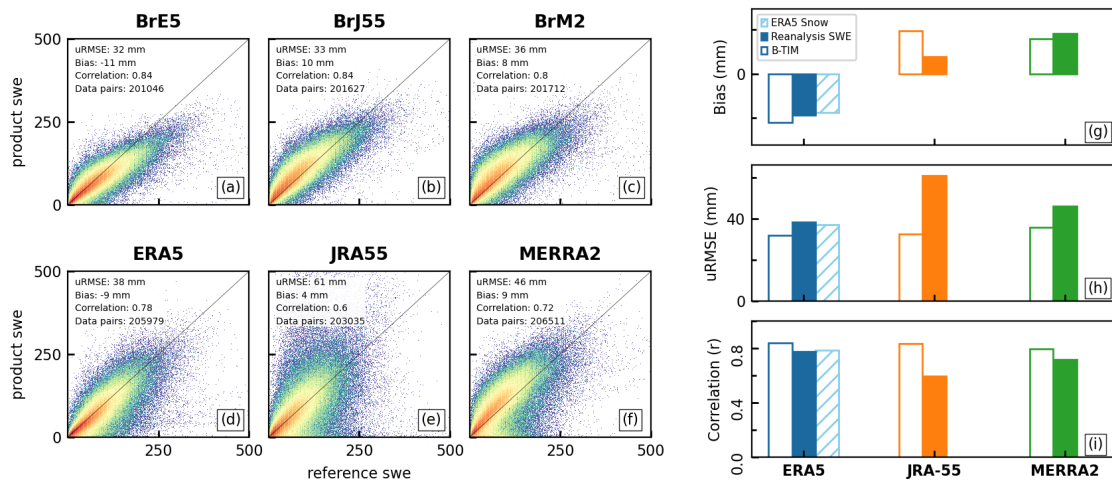 BrE5
BrJ55
BrM2
500
250
0
product swe
uRMSE: 32 mm
Bias: -11 mm
Correlation: 0.84
Data pairs: 201046
(a)
uRMSE: 33 mm
Bias: 10 mm
Correlation: 0.84
Data pairs: 201627
(b)
uRMSE: 36 mm
Bias: 8 mm
Correlation: 0.8
Data pairs: 201712
(c)
ERA5
JRA55
MERRA2
500
250
0
product swe
uRMSE: 38 mm
Bias: -9 mm
Correlation: 0.78
Data pairs: 205979
(d)
uRMSE: 61 mm
Bias: 4 mm
Correlation: 0.6
Data pairs: 203035
(e)
uRMSE: 46 mm
Bias: 9 mm
Correlation: 0.72
Data pairs: 206511
(f)
250
500
250
500
250
500
reference swe
ERA5 Snow
Reanalysis SWE
B-TIM
Bias (mm)
0
(g)
uRMSE (mm)
40
0
(h)
Correlation (r)
0.8
0.4
0.0
(i)
ERA5
JRA-55
MERRA2